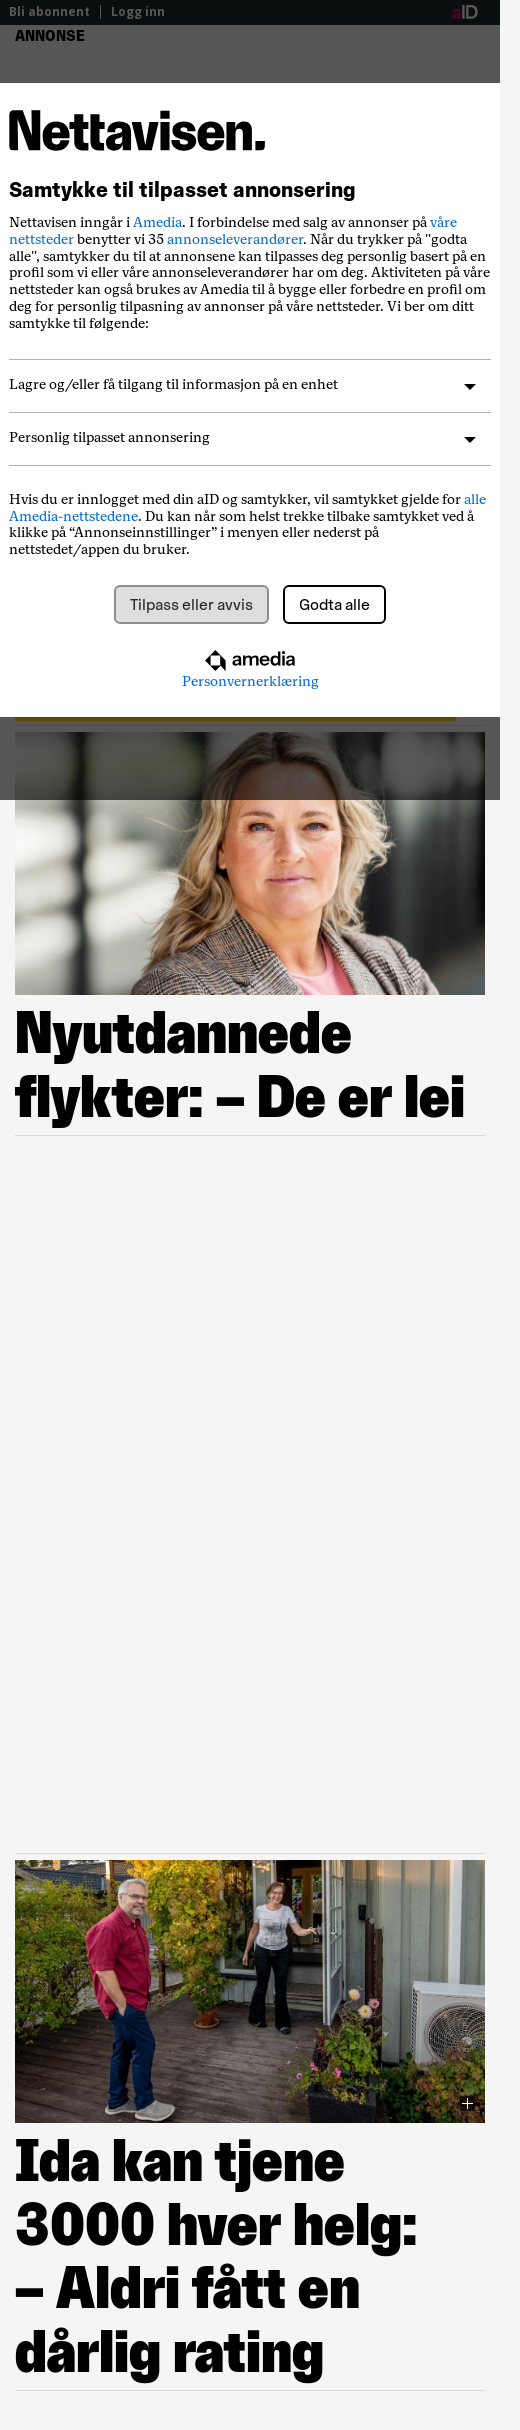 Bli abonnent | Logg inn
aID
ANNONSE
Nettavisen.
Samtykke til tilpasset annonsering
Nettavisen inngår i Amedia. I forbindelse med salg av annonser på våre
nettsteder benytter vi 35 annonseleverandører. Når du trykker på "godta
alle", samtykker du til at annonsene kan tilpasses deg personlig basert på en
profil som vi eller våre annonseleverandører har om deg. Aktiviteten på våre
nettsteder kan også brukes av Amedia til å bygge eller forbedre en profil om
deg for personlig tilpasning av annonser på våre nettsteder. Vi ber om ditt
samtykke til følgende:
Lagre og/eller få tilgang til informasjon på en enhet
Personlig tilpasset annonsering
Hvis du er innlogget med din aID og samtykker, vil samtykket gjelde for alle
Amedia-nettstedene. Du kan når som helst trekke tilbake samtykket ved å
klikke på “Annonseinnstillinger” i menyen eller nederst på
nettstedet/appen du bruker.
Tilpass eller avvis
Godta alle
amedia
Personvernerklæring
Nyutdannede
flykter: – De er lei
Ida kan tjene
3000 hver helg:
– Aldri fått en
dårlig rating